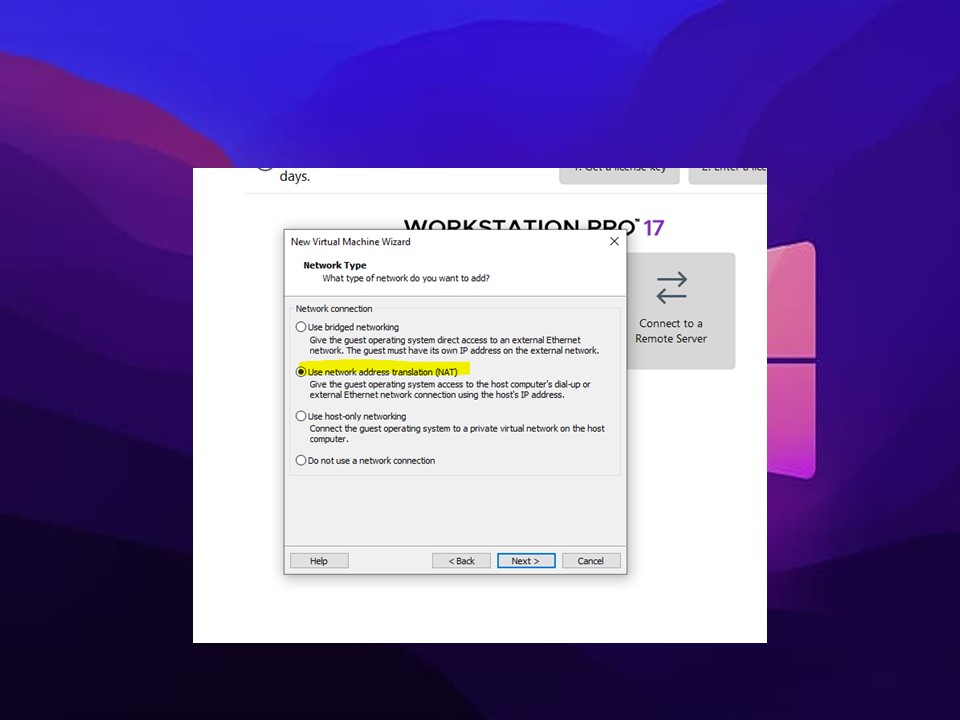 days.
1. Get a license key
WORKSTATION PRO™ 17
New Virtual Machine Wizard
Network Type
What type of network do you want to add?
Network connection
Use bridged networking
Give the guest operating system direct access to an external Ethernet
network. The guest must have its own IP address on the external network.
Use network address translation (NAT)
Give the guest operating system access to the host computer's dial-up or
external Ethernet network connection using the host's IP address.
Use host-only networking
Connect the guest operating system to a private virtual network on the host
computer.
Do not use a network connection
Help
< Back
Next >
Cancel
Connect to a
Remote Server